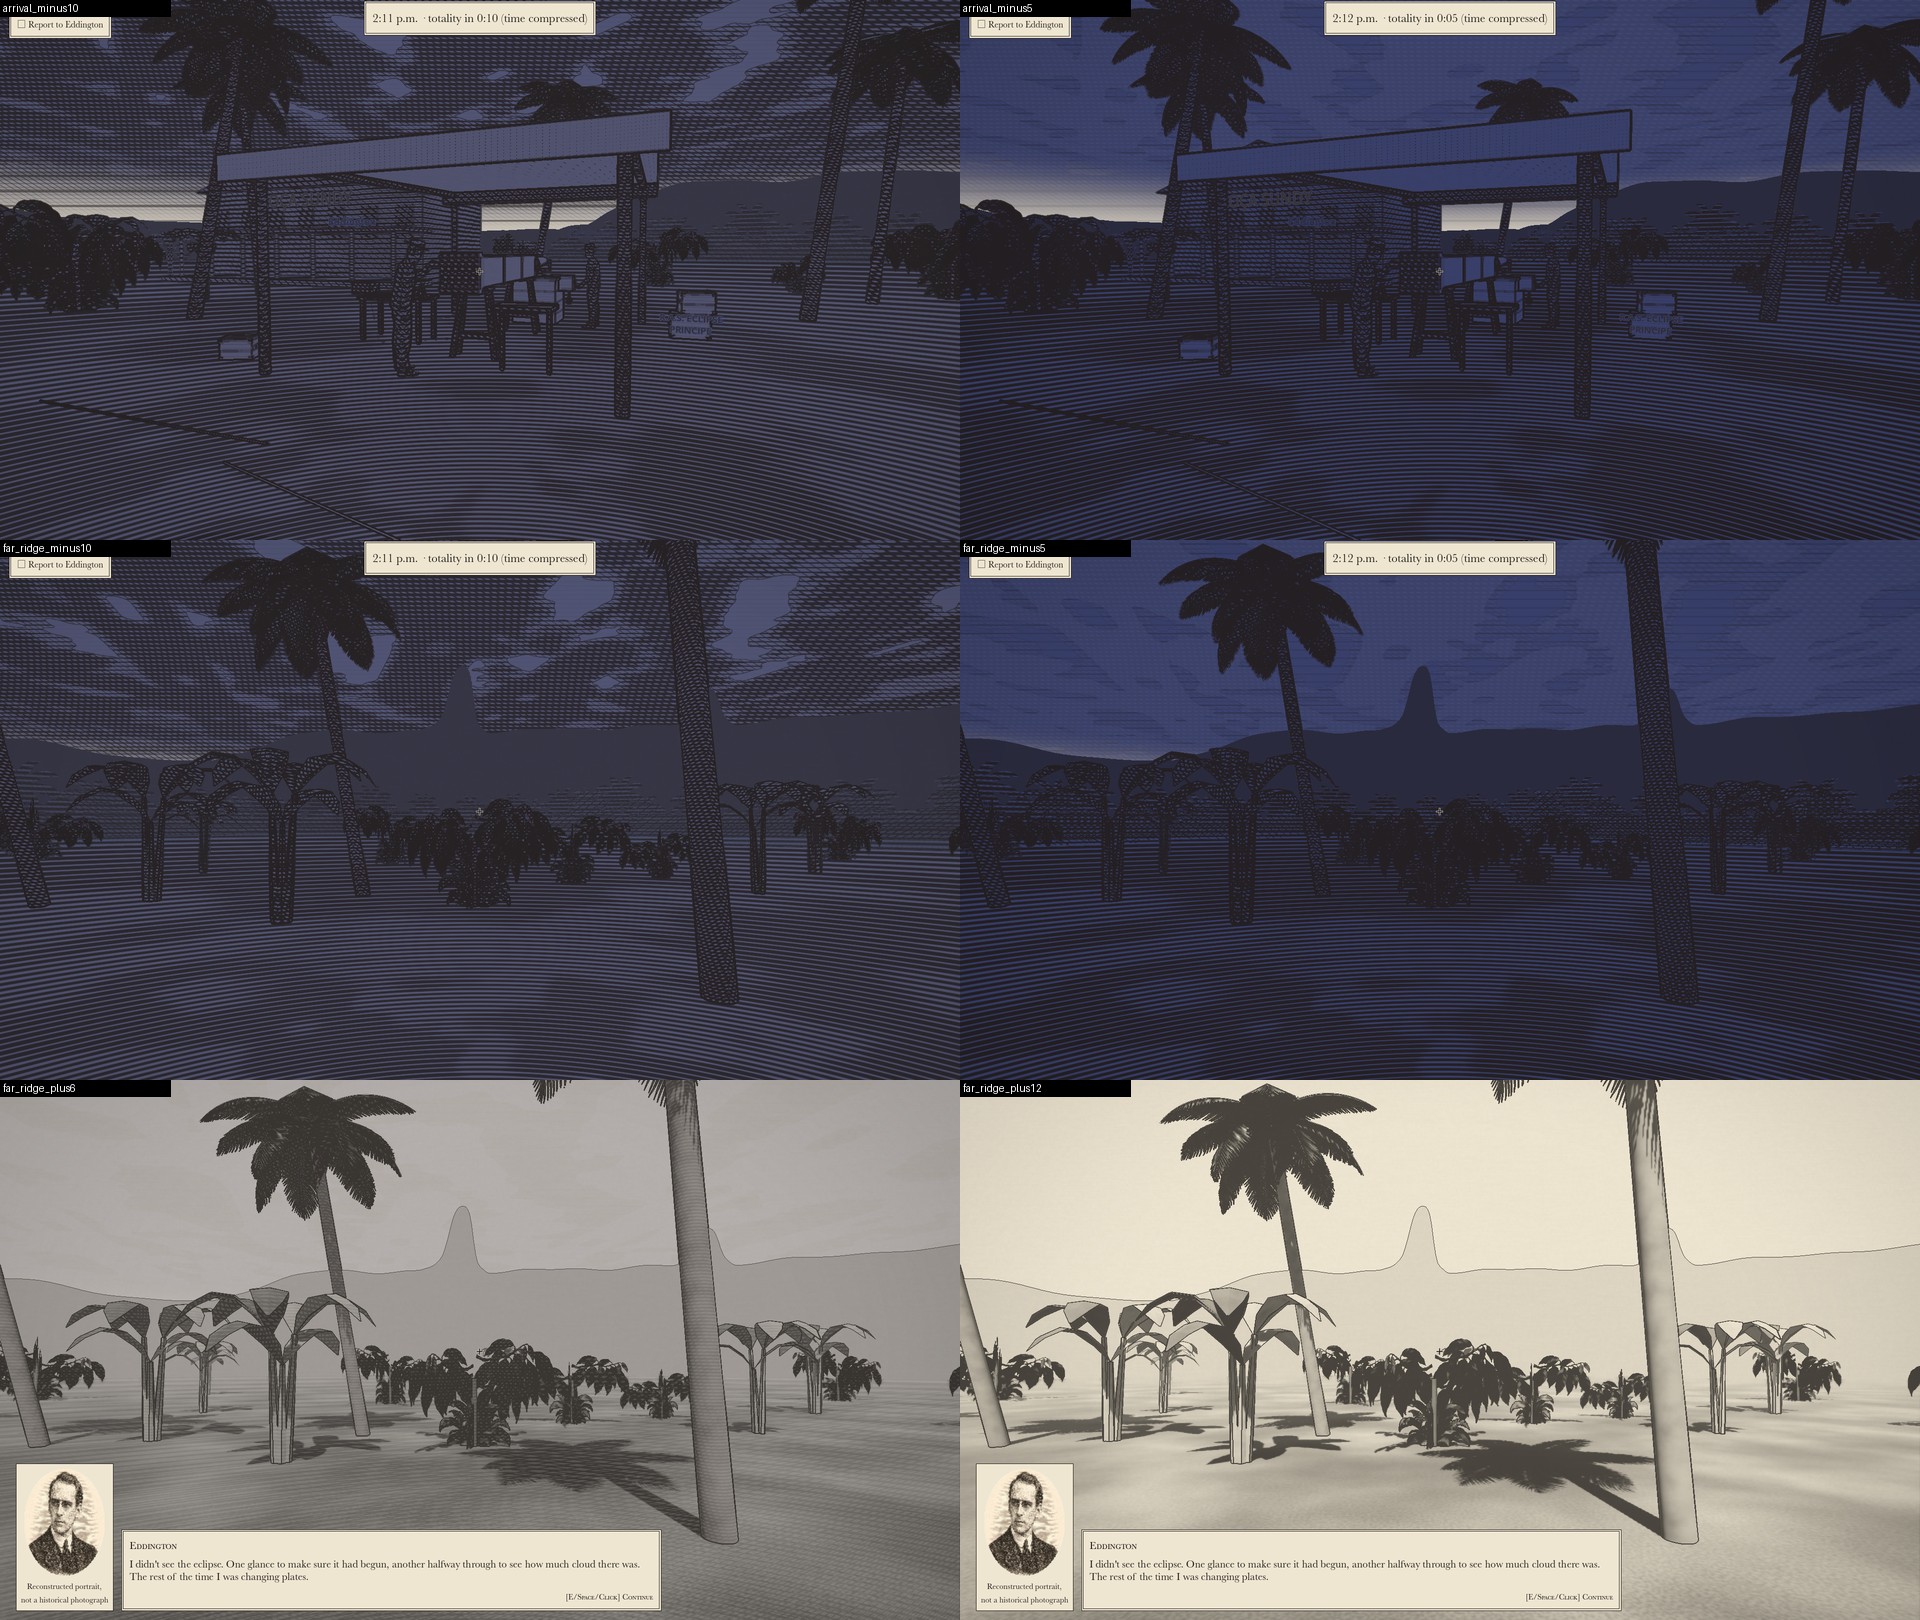 arrival_minus10
☐ Report to Eddington
2:11 p.m. · totality in 0:10 (time compressed)
PRINCIPE
arrival_minus5
☐ Report to Eddington
2:12 p.m. · totality in 0:05 (time compressed)
far_ridge_minus10
☐ Report to Eddington
2:11 p.m. · totality in 0:10 (time compressed)
far_ridge_minus5
☐ Report to Eddington
2:12 p.m. · totality in 0:05 (time compressed)
far_ridge_plus6
Reconstructed portrait,
not a historical photograph
Eddington
I didn't see the eclipse. One glance to make sure it had begun, another halfway through to see how much cloud there was.
The rest of the time I was changing plates.
[E/Space/Click] Continue
far_ridge_plus12
Reconstructed portrait,
not a historical photograph
Eddington
I didn't see the eclipse. One glance to make sure it had begun, another halfway through to see how much cloud there was.
The rest of the time I was changing plates.
[E/Space/Click] Continue